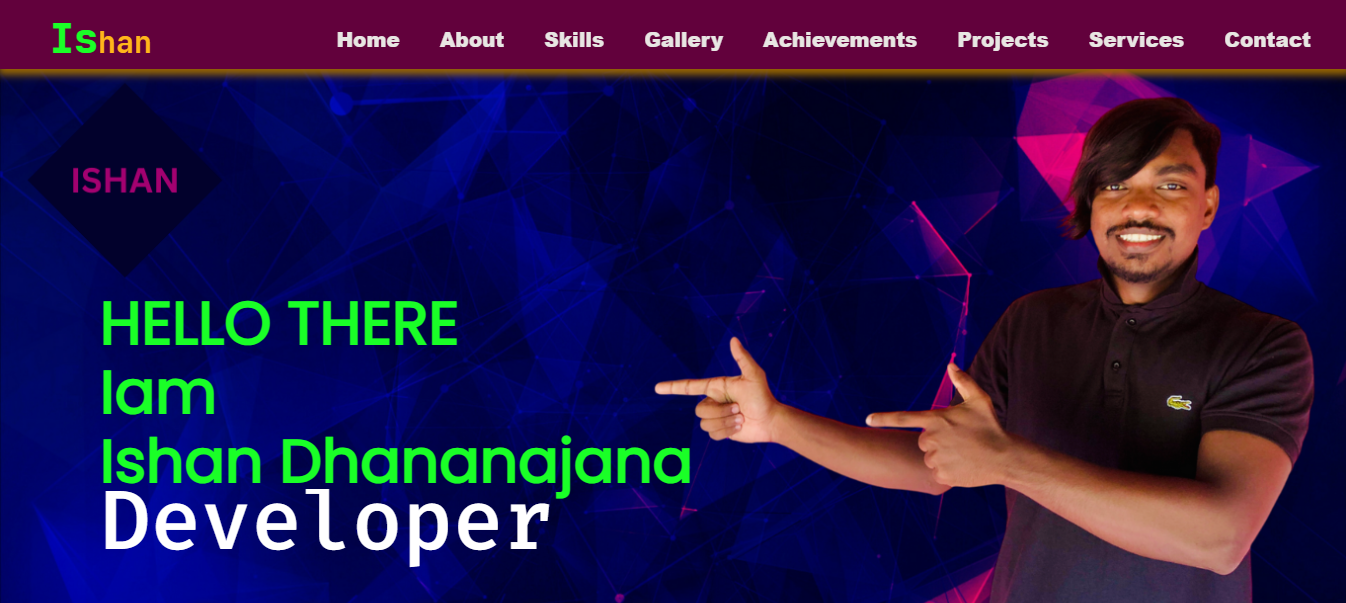 Ishan Home About Skills Gallery Achievements Projects Services Contact
ISHAN
HELLO THERE
Iam
Ishan Dhananajana
Developer